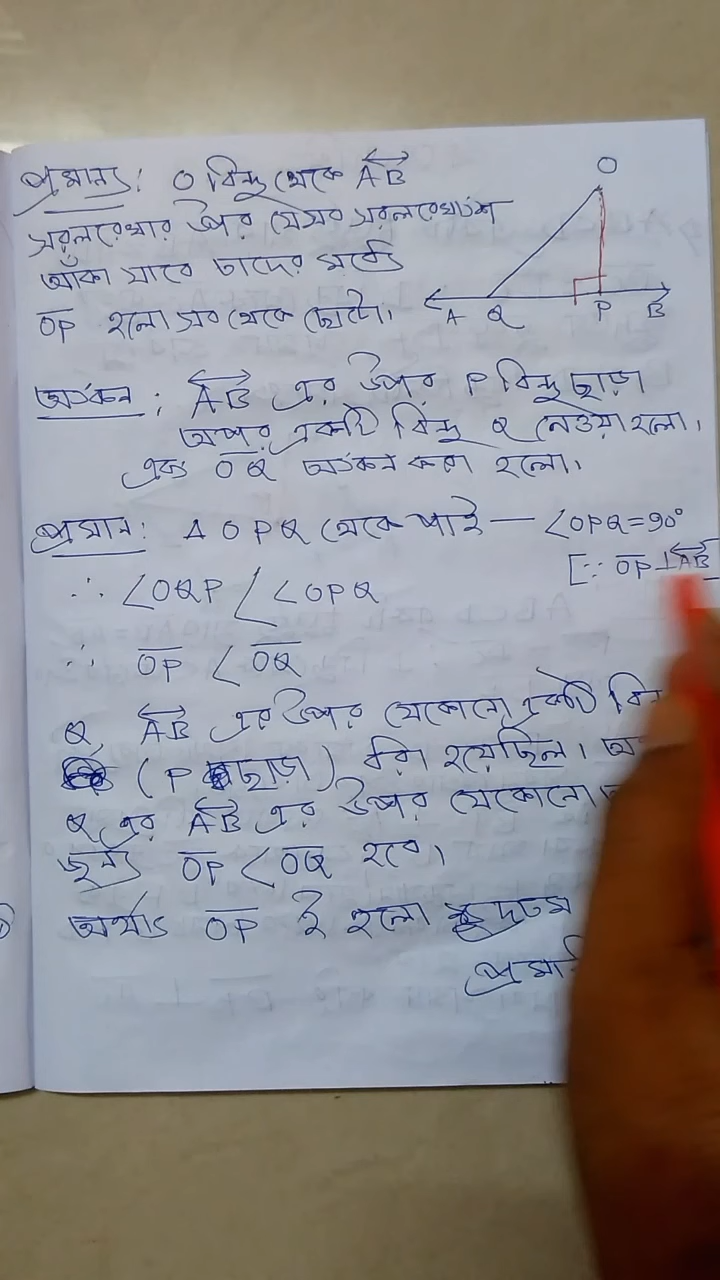 প্রমান্য: O বিন্দু থেকে AB
সরলরেখার উপর যেসব সরলরেখাংশ
আঁকা যাবে তাদের মধ্যে
OP হলো সব থেকে ছোটো।
O
A Q P B
অংকন: AB এর উপর P বিন্দু ছাড়া
অপর একটি বিন্দু Q নেওয়া হলো।
এবং OQ অংকন করা হলো।
প্রমান: Δ OPQ থেকে পাই — ∠OPQ=90°
[∵ OP⊥AB
∴ ∠OQP < ∠OPQ
∴ OP < OQ
Q, AB এর উপর যেকোনো একটি
(P ছাড়া) ধরা হয়েছিল।
Q এর AB এর উপর যেকোনো
জন্য OP < OQ হবে।
অর্থাৎ OP ই হলো ক্ষুদ্রতম